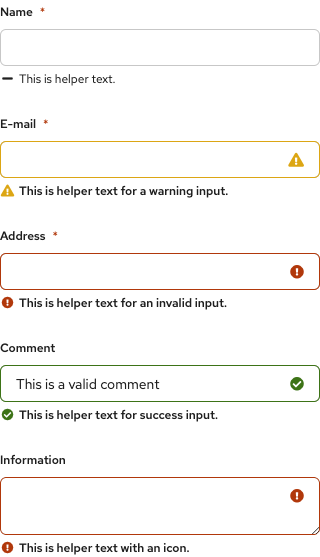 Name *
This is helper text.
E-mail *
This is helper text for a warning input.
Address *
This is helper text for an invalid input.
Comment
This is a valid comment
This is helper text for success input.
Information
This is helper text with an icon.